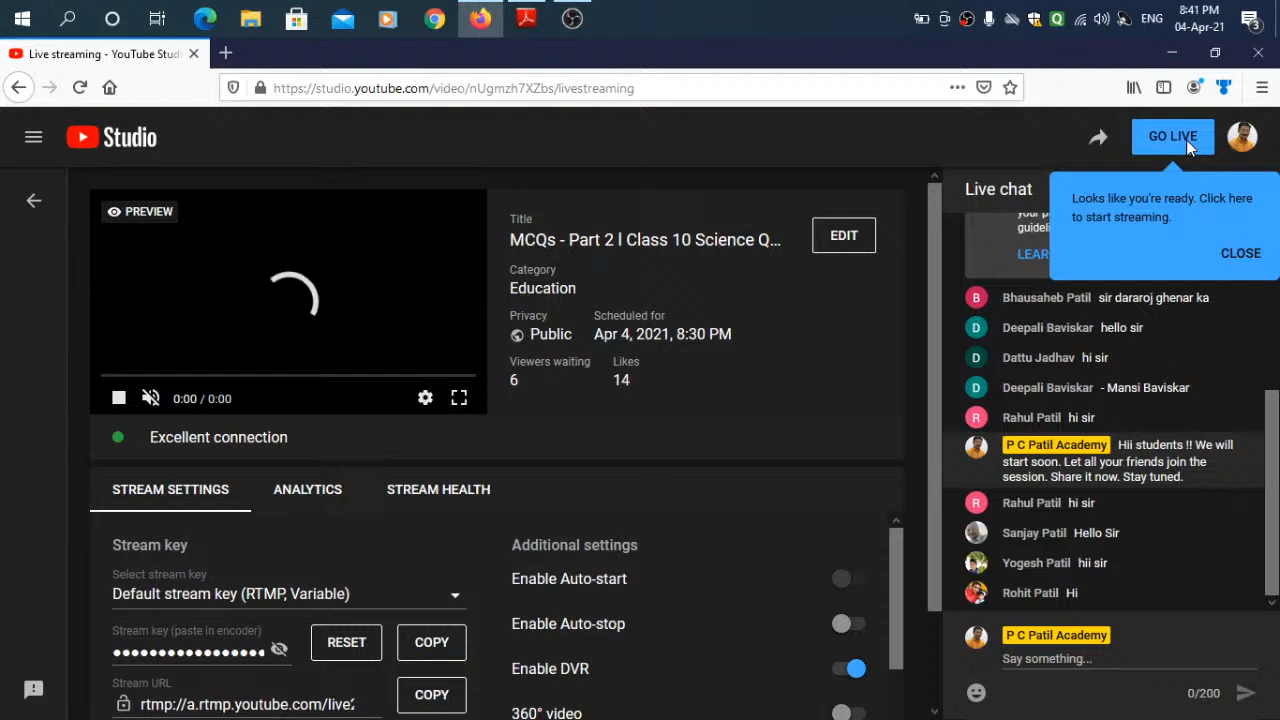 8:41 PM
04-Apr-21
ENG
3
Live streaming - YouTube Studi
https://studio.youtube.com/video/nUgmzh7XZbs/livestreaming
Studio
GO LIVE
Looks like you're ready. Click here
to start streaming.
CLOSE
PREVIEW
0:00 / 0:00
Excellent connection
Title
MCQs - Part 2 l Class 10 Science Q...
EDIT
Category
Education
Privacy
Public
Scheduled for
Apr 4, 2021, 8:30 PM
Viewers waiting
6
Likes
14
STREAM SETTINGS
ANALYTICS
STREAM HEALTH
Stream key
Select stream key
Default stream key (RTMP, Variable)
Stream key (paste in encoder)
RESET
COPY
Stream URL
rtmp://a.rtmp.youtube.com/live2
COPY
Additional settings
Enable Auto-start
Enable Auto-stop
Enable DVR
360° video
Live chat
your p
guideli
LEAR
B Bhausaheb Patil sir dararoj ghenar ka
D Deepali Baviskar hello sir
D Dattu Jadhav hi sir
D Deepali Baviskar - Mansi Baviskar
R Rahul Patil hi sir
P C Patil Academy Hii students !! We will
start soon. Let all your friends join the
session. Share it now. Stay tuned.
R Rahul Patil hi sir
Sanjay Patil Hello Sir
Yogesh Patil hii sir
Rohit Patil Hi
P C Patil Academy
Say something...
0/200